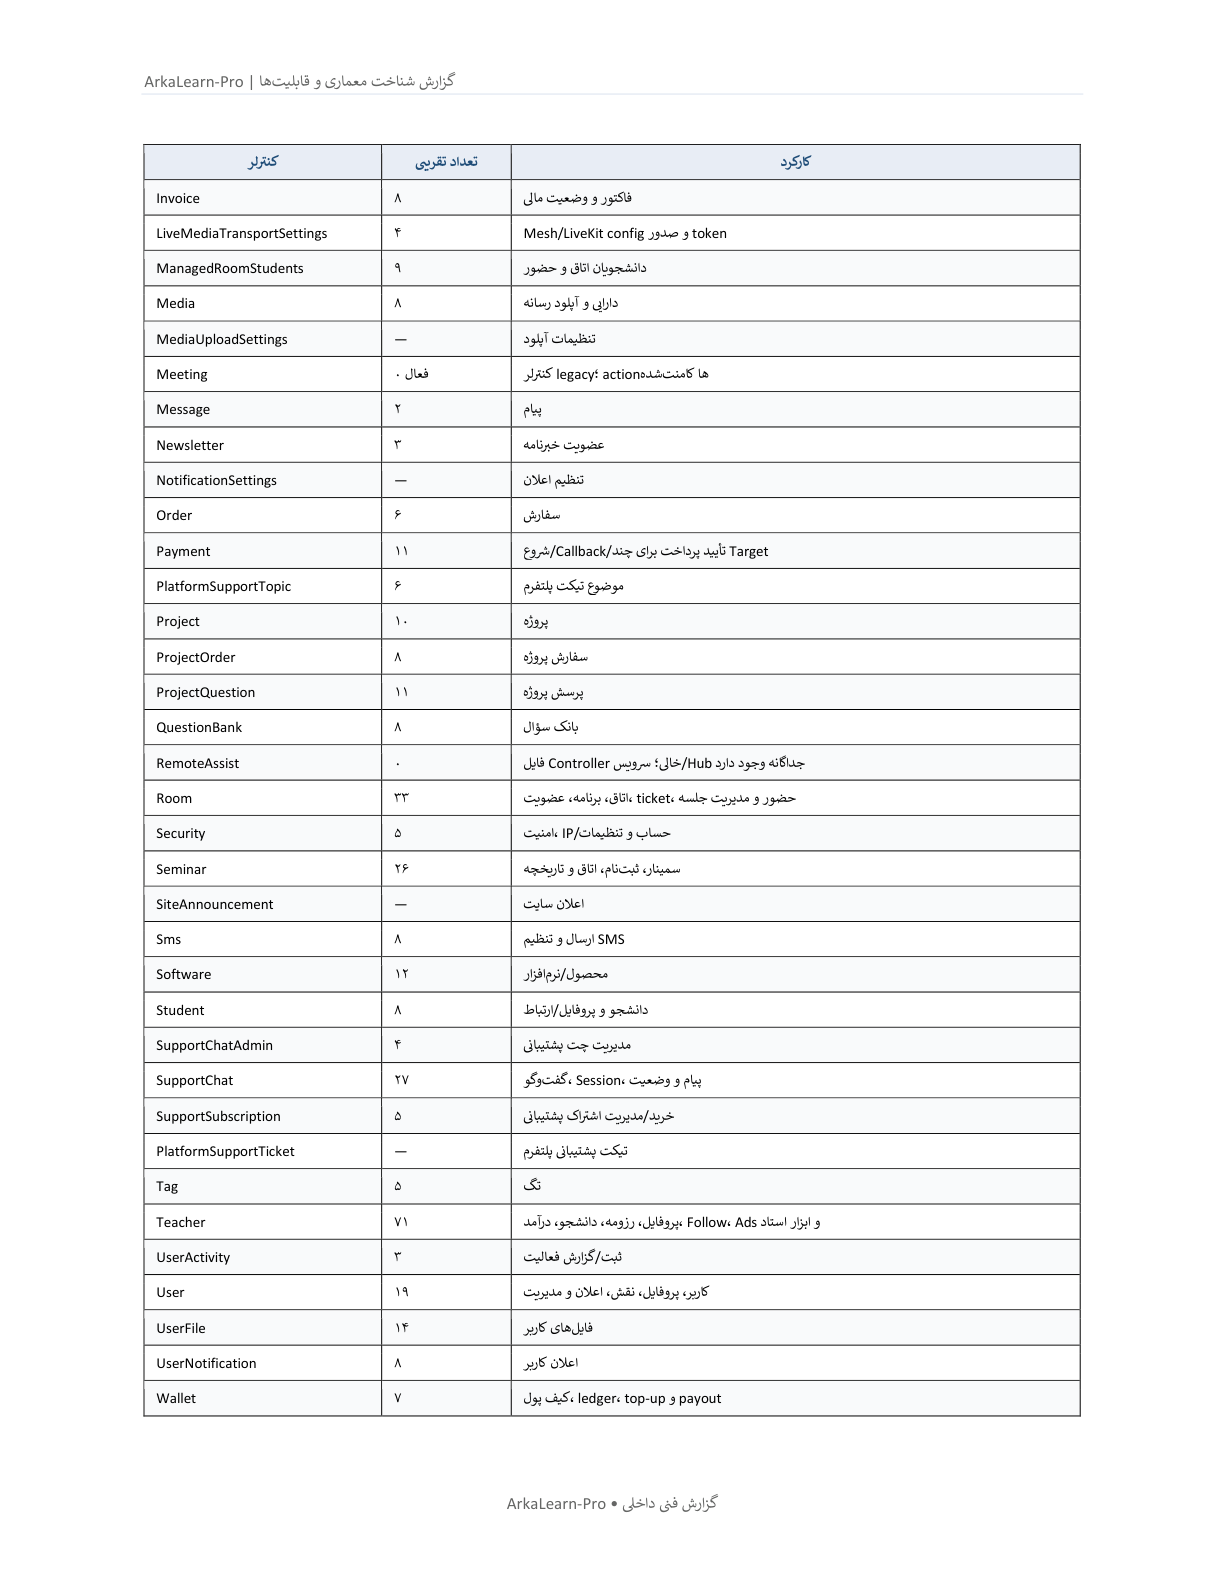 ArkaLearn-Pro | گزارش شناخت معماری و قابلیت‌ها
کنترلر تعداد تقریبی کارکرد
Invoice ۸ فاکتور و وضعیت مالی
LiveMediaTransportSettings ۴ Mesh/LiveKit config و صدور token
ManagedRoomStudents ۹ دانشجویان اتاق و حضور
Media ۸ دارایی و آپلود رسانه
MediaUploadSettings — تنظیمات آپلود
Meeting ۰ فعال کنترلر legacy؛ actionها کامنت‌شده
Message ۲ پیام
Newsletter ۳ عضویت خبرنامه
NotificationSettings — تنظیم اعلان
Order ۶ سفارش
Payment ۱۱ شروع/Callback/تأیید پرداخت برای چند Target
PlatformSupportTopic ۶ موضوع تیکت پلتفرم
Project ۱۰ پروژه
ProjectOrder ۸ سفارش پروژه
ProjectQuestion ۱۱ پرسش پروژه
QuestionBank ۸ بانک سؤال
RemoteAssist ۰ فایل Controller خالی؛ سرویس/Hub جداگانه وجود دارد
Room ۳۳ اتاق، برنامه، عضویت، ticket، حضور و مدیریت جلسه
Security ۵ امنیت، IP/حساب و تنظیمات
Seminar ۲۶ سمینار، ثبت‌نام، اتاق و تاریخچه
SiteAnnouncement — اعلان سایت
Sms ۸ ارسال و تنظیم SMS
Software ۱۲ محصول/نرم‌افزار
Student ۸ دانشجو و پروفایل/ارتباط
SupportChatAdmin ۴ مدیریت چت پشتیبانی
SupportChat ۲۷ گفت‌وگو، Session، پیام و وضعیت
SupportSubscription ۵ خرید/مدیریت اشتراک پشتیبانی
PlatformSupportTicket — تیکت پشتیبانی پلتفرم
Tag ۵ تگ
Teacher ۷۱ پروفایل، رزومه، دانشجو، درآمد، Follow، Ads و ابزار استاد
UserActivity ۳ ثبت/گزارش فعالیت
User ۱۹ کاربر، پروفایل، نقش، اعلان و مدیریت
UserFile ۱۴ فایل‌های کاربر
UserNotification ۸ اعلان کاربر
Wallet ۷ کیف پول، ledger، top-up و payout
ArkaLearn-Pro • گزارش فنی داخلی